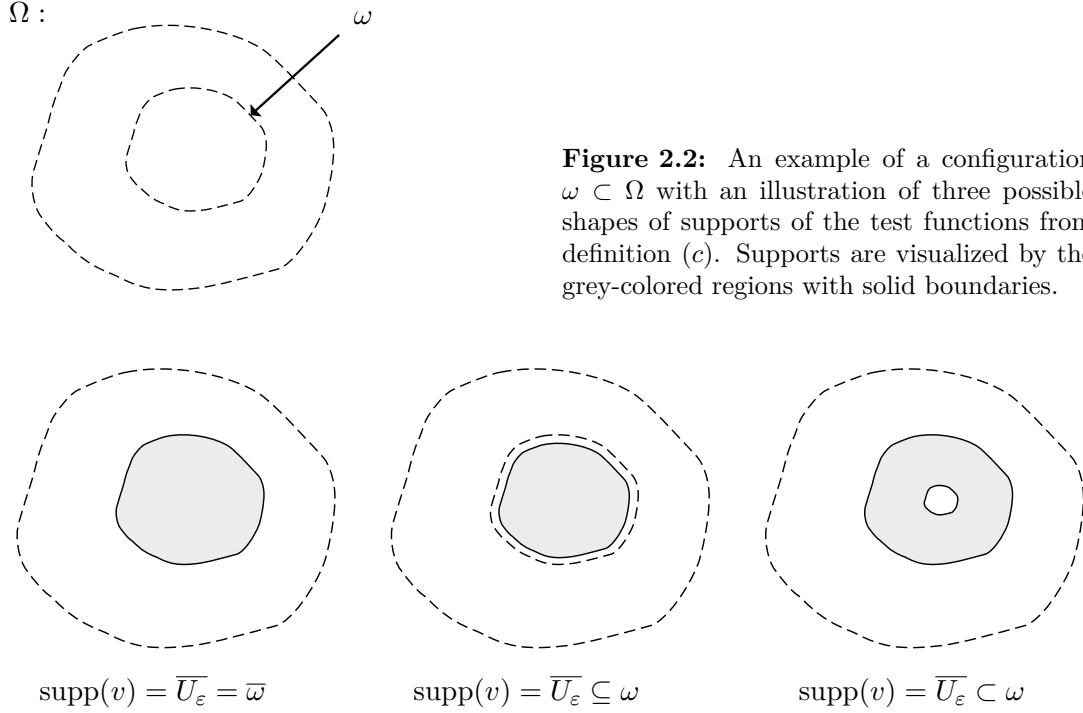 Ω :
ω
Figure 2.2: An example of a configuration
ω ⊂ Ω with an illustration of three possible
shapes of supports of the test functions from
definition (c). Supports are visualized by the
grey-colored regions with solid boundaries.
supp(v) = \overline{U_ε} = \overline{ω}
supp(v) = \overline{U_ε} ⊆ ω
supp(v) = \overline{U_ε} ⊂ ω